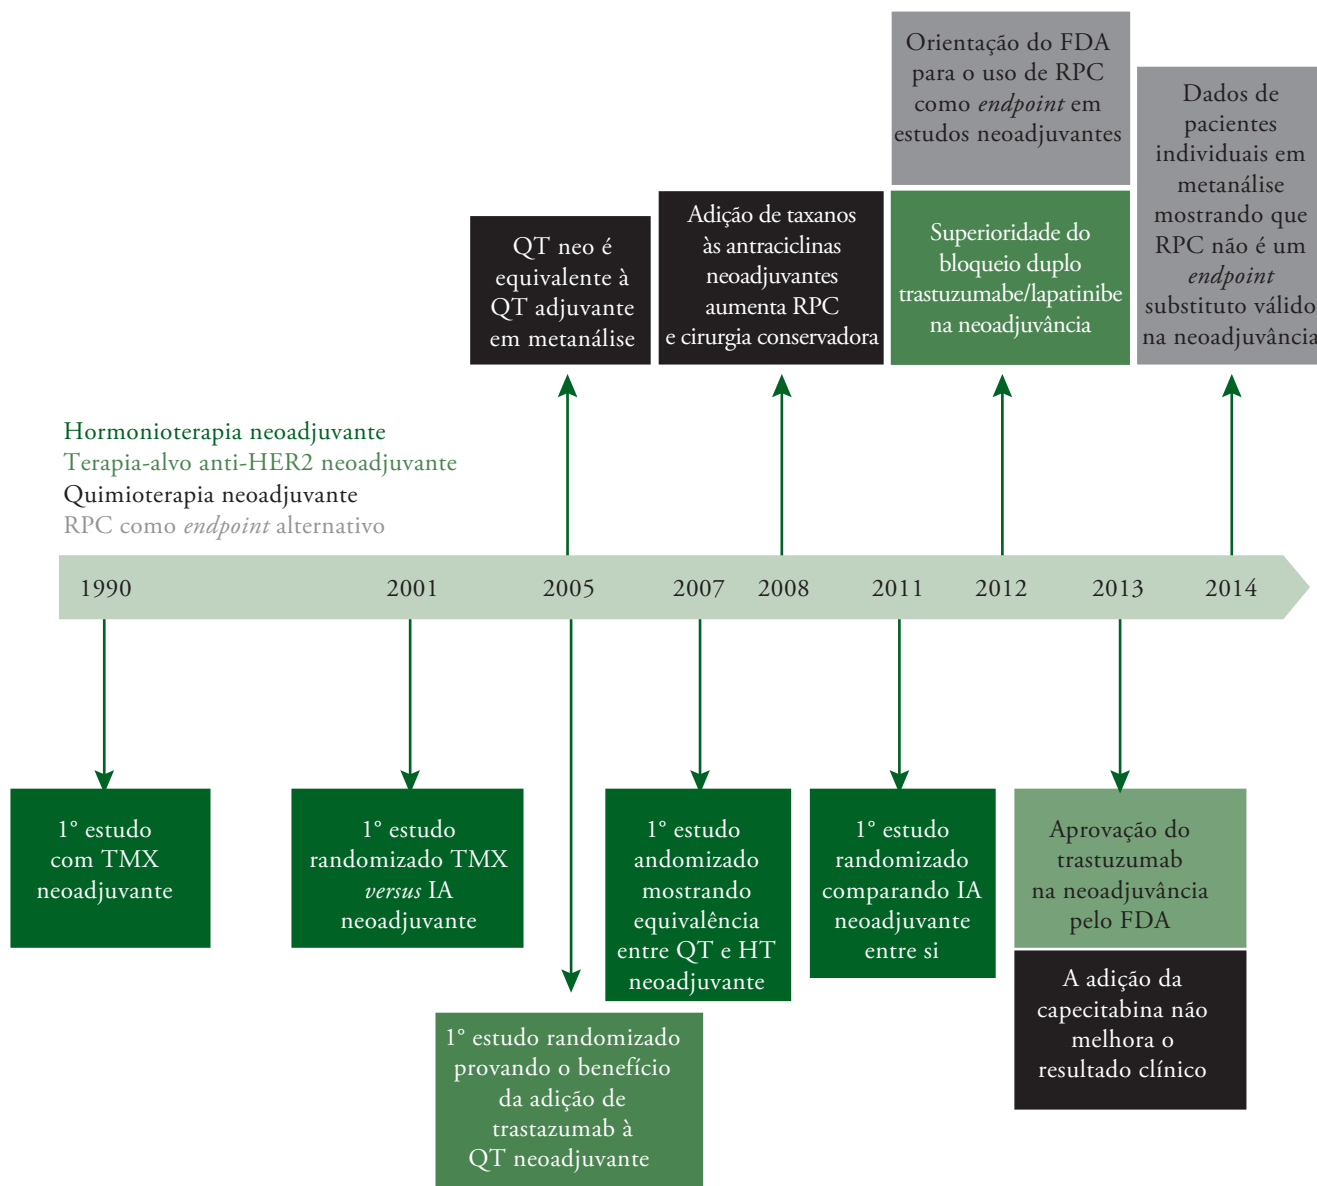 Orientação do FDA
para o uso de RPC
como endpoint em
estudos neoadjuvantes
Dados de
pacientes
individuais em
metanálise
mostrando que
RPC não é um
endpoint
substituto válido
na neoadjuvância
QT neo é
equivalente à
QT adjuvante
em metanálise
Adição de taxanos
às antraciclinas
neoadjuvantes
aumenta RPC
e cirurgia conservadora
Superioridade do
bloqueio duplo
trastuzumabe/lapatinibe
na neoadjuvância
Hormonioterapia neoadjuvante
Terapia-alvo anti-HER2 neoadjuvante
Quimioterapia neoadjuvante
RPC como endpoint alternativo
1990 2001 2005 2007 2008 2011 2012 2013 2014
1° estudo
com TMX
neoadjuvante
1° estudo
randomizado TMX
versus IA
neoadjuvante
1° estudo
andomizado
mostrando
equivalência
entre QT e HT
neoadjuvante
1° estudo
randomizado
comparando IA
neoadjuvante
entre si
Aprovação do
trastuzumab
na neoadjuvância
pelo FDA
A adição da
capecitabina não
melhora o
resultado clínico
1° estudo randomizado
provando o benefício
da adição de
trastazumab à
QT neoadjuvante